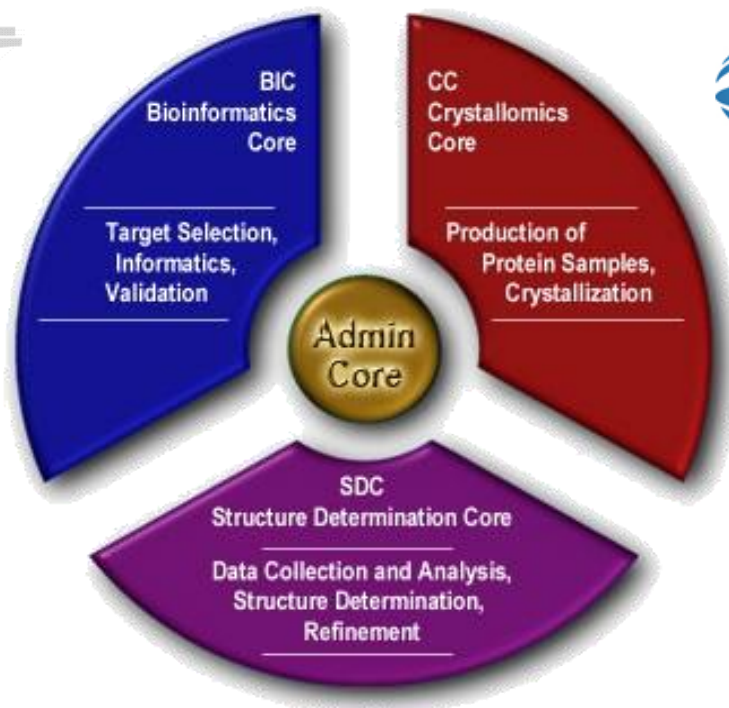 BIC
Bioinformatics
Core
Target Selection,
Informatics,
Validation
CC
Crystallomics
Core
Production of
Protein Samples,
Crystallization
Admin
Core
SDC
Structure Determination Core
Data Collection and Analysis,
Structure Determination,
Refinement